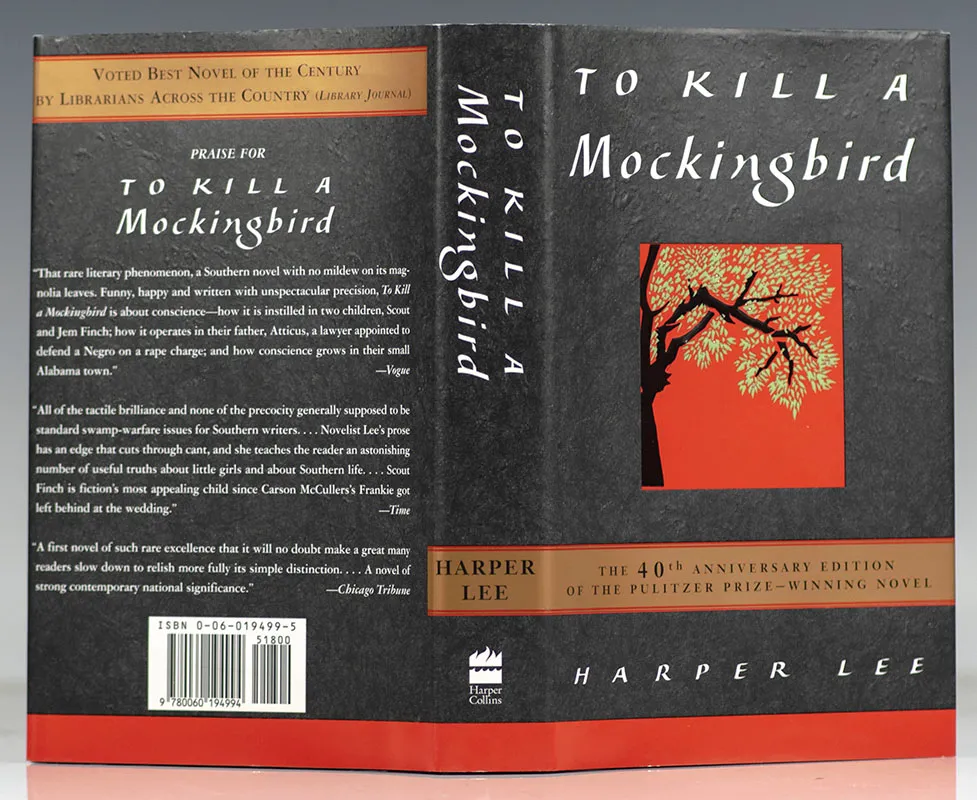 VOTED BEST NOVEL OF THE CENTURY
BY LIBRARIANS ACROSS THE COUNTRY (LIBRARY JOURNAL)
PRAISE FOR
TO KILL A
Mockingbird
“That rare literary phenomenon, a Southern novel with no mildew on its mag-
nolia leaves. Funny, happy and written with unspectacular precision, To Kill
a Mockingbird is about conscience—how it is instilled in two children, Scout
and Jem Finch; how it operates in their father, Atticus, a lawyer appointed to
defend a Negro on a rape charge; and how conscience grows in their small
Alabama town.”
—Vogue
“All of the tactile brilliance and none of the precocity generally supposed to be
standard swamp-warfare issues for Southern writers. . . . Novelist Lee’s prose
has an edge that cuts through cant, and she teaches the reader an astonishing
number of useful truths about little girls and about Southern life. . . . Scout
Finch is fiction’s most appealing child since Carson McCullers’s Frankie got
left behind at the wedding.”
—Time
“A first novel of such rare excellence that it will no doubt make a great many
readers slow down to relish more fully its simple distinction. . . . A novel of
strong contemporary national significance.”
—Chicago Tribune
ISBN 0-06-019499-5
51800
9 780060 194994
TO KILL A
Mockingbird
HARPER
LEE
Harper
Collins
TO KILL A
Mockingbird
THE 40th ANNIVERSARY EDITION
OF THE PULITZER PRIZE–WINNING NOVEL
HARPER LEE